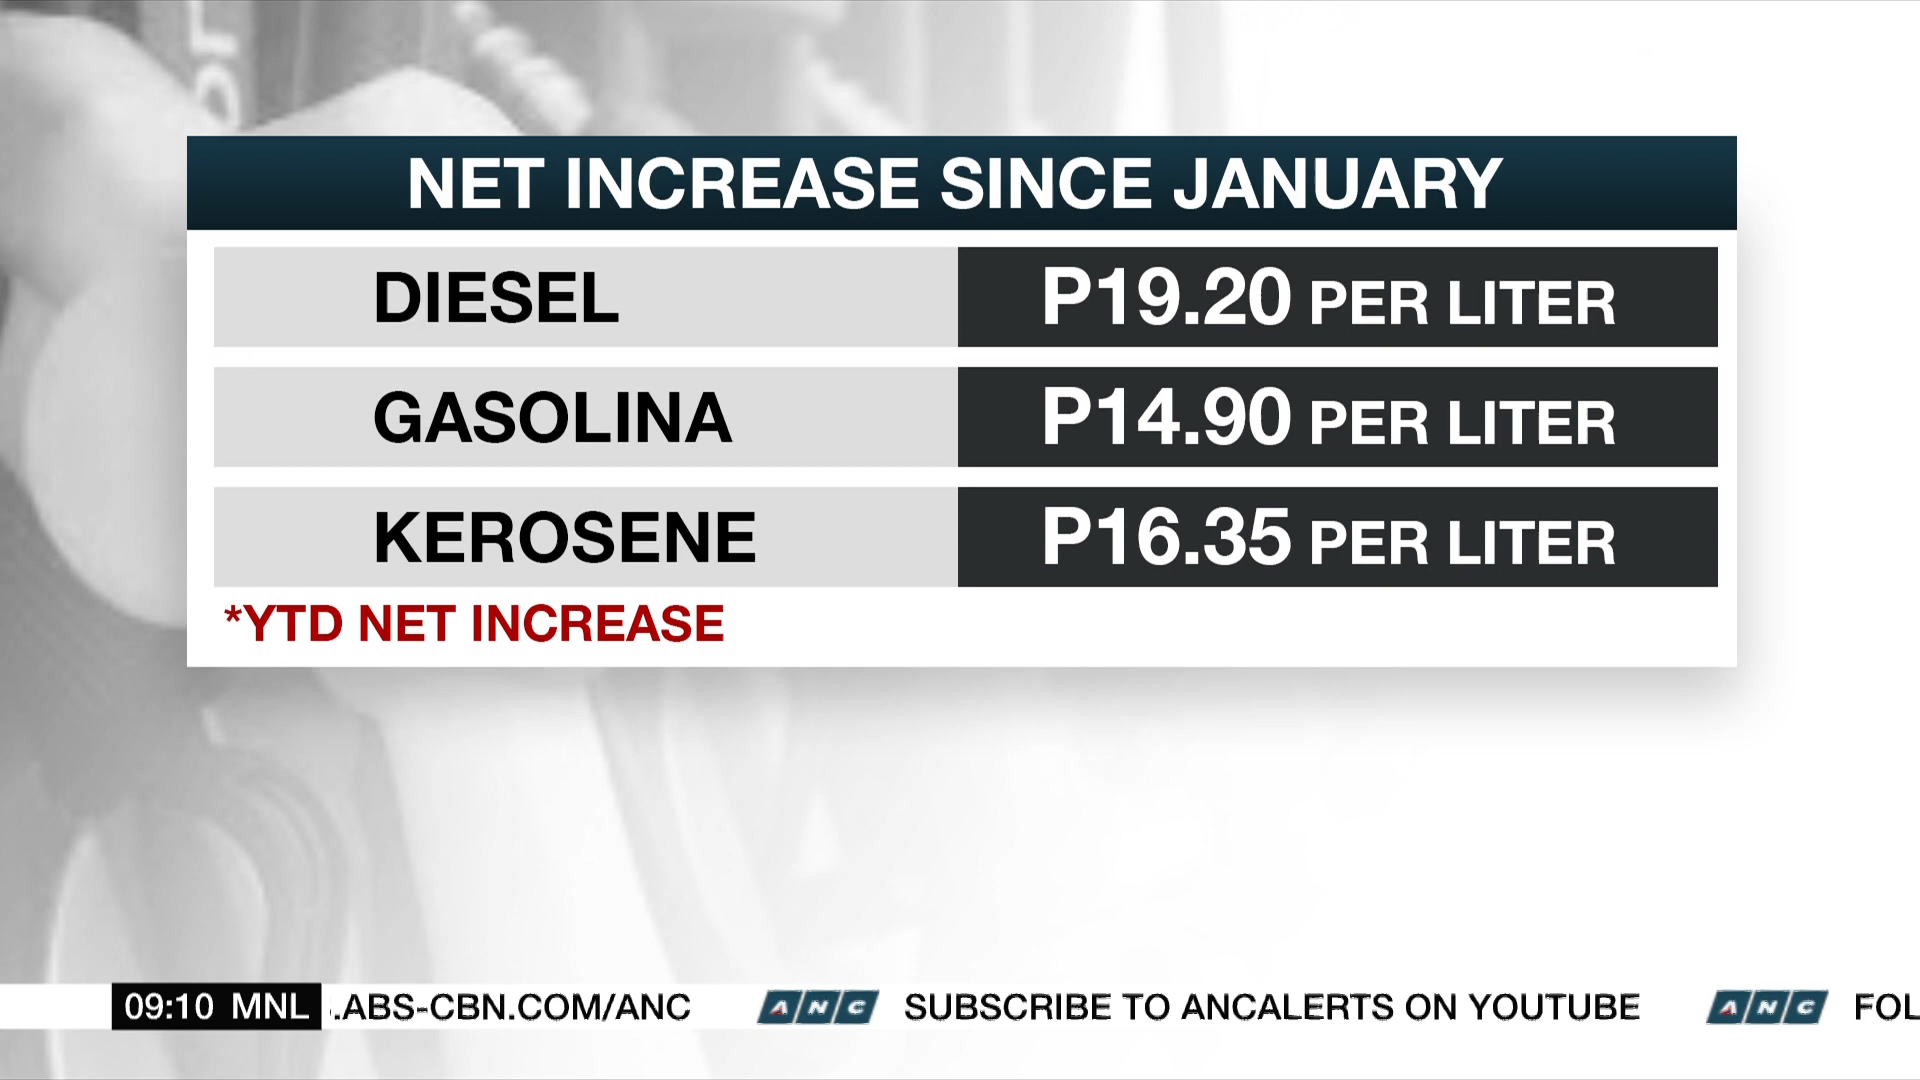 NET INCREASE SINCE JANUARY
DIESEL P19.20 PER LITER
GASOLINA P14.90 PER LITER
KEROSENE P16.35 PER LITER
*YTD NET INCREASE
09:10 MNL .ABS-CBN.COM/ANC ANC SUBSCRIBE TO ANCALERTS ON YOUTUBE ANC FOL